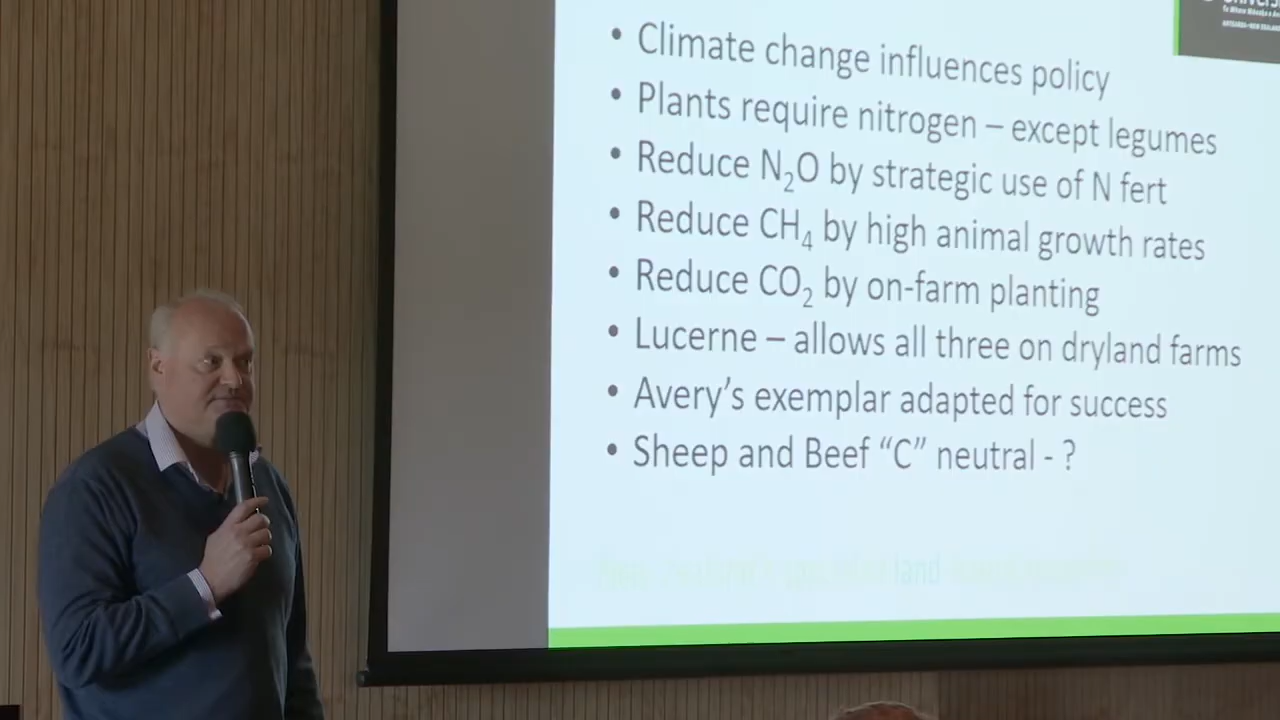 • Climate change influences policy
• Plants require nitrogen – except legumes
• Reduce N₂O by strategic use of N fert
• Reduce CH₄ by high animal growth rates
• Reduce CO₂ by on-farm planting
• Lucerne – allows all three on dryland farms
• Avery's exemplar adapted for success
• Sheep and Beef “C” neutral - ?
land